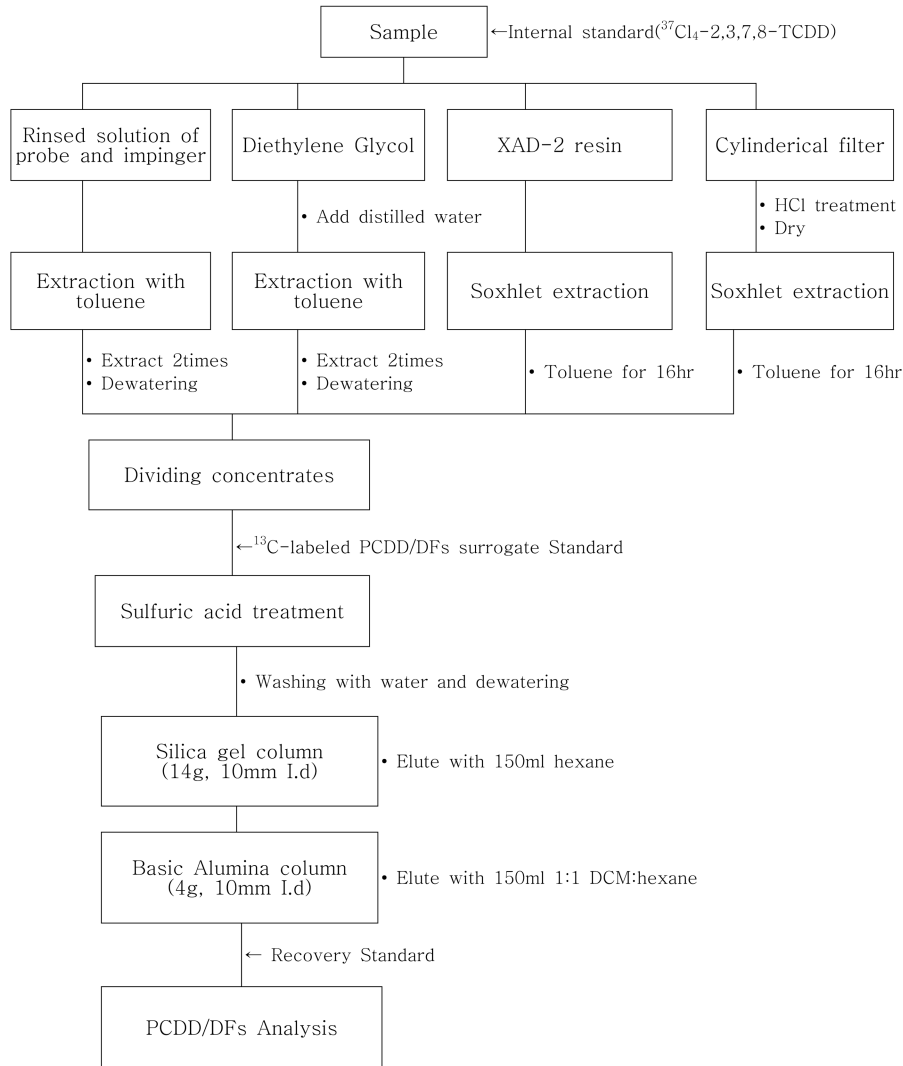 Sample
←Internal standard(³⁷Cl₄-2,3,7,8-TCDD)
Rinsed solution of
probe and impinger
Diethylene Glycol
XAD-2 resin
Cylinderical filter
• Add distilled water
• HCl treatment
• Dry
Extraction with
toluene
Extraction with
toluene
Soxhlet extraction
Soxhlet extraction
• Extract 2times
• Dewatering
• Extract 2times
• Dewatering
• Toluene for 16hr
• Toluene for 16hr
Dividing concentrates
←¹³C-labeled PCDD/DFs surrogate Standard
Sulfuric acid treatment
• Washing with water and dewatering
Silica gel column
(14g, 10mm I.d)
• Elute with 150ml hexane
Basic Alumina column
(4g, 10mm I.d)
• Elute with 150ml 1:1 DCM:hexane
← Recovery Standard
PCDD/DFs Analysis